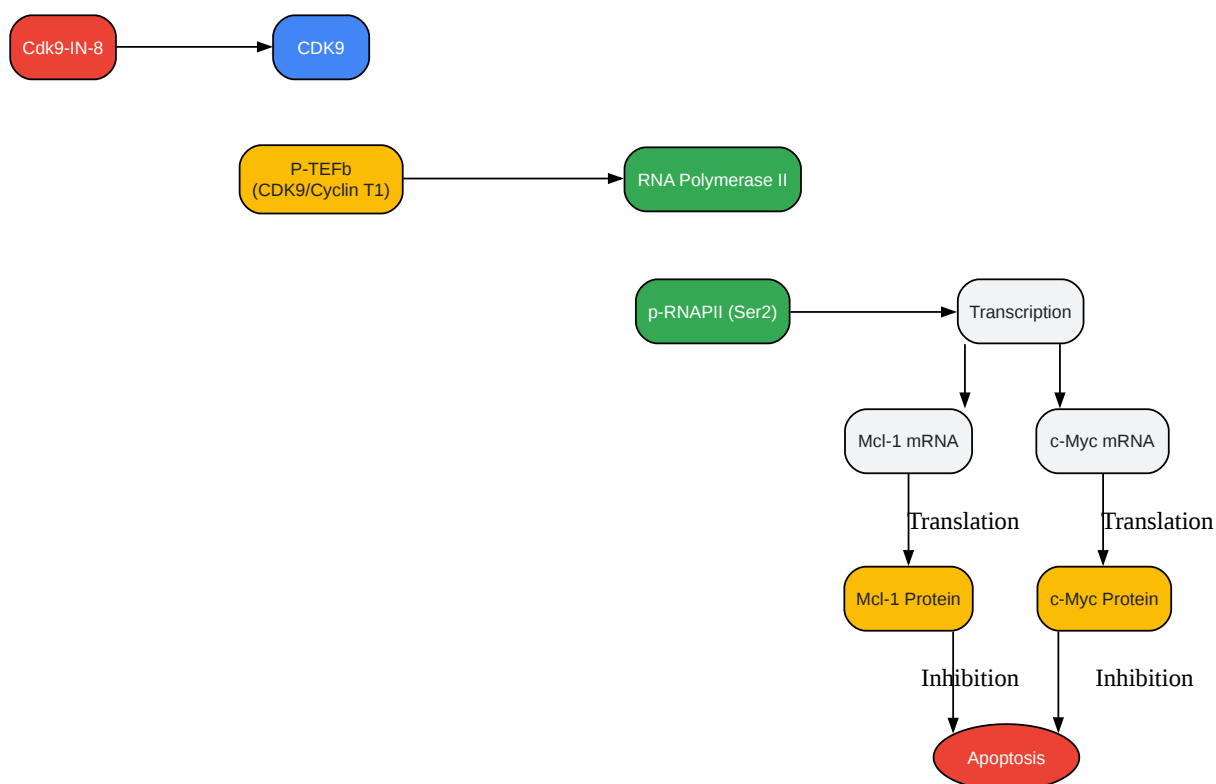 Cdk9-IN-8
CDK9
P-TEFb
(CDK9/Cyclin T1)
RNA Polymerase II
p-RNAPII (Ser2)
Transcription
Mcl-1 mRNA
c-Myc mRNA
Translation
Translation
Mcl-1 Protein
c-Myc Protein
Inhibition
Inhibition
Apoptosis